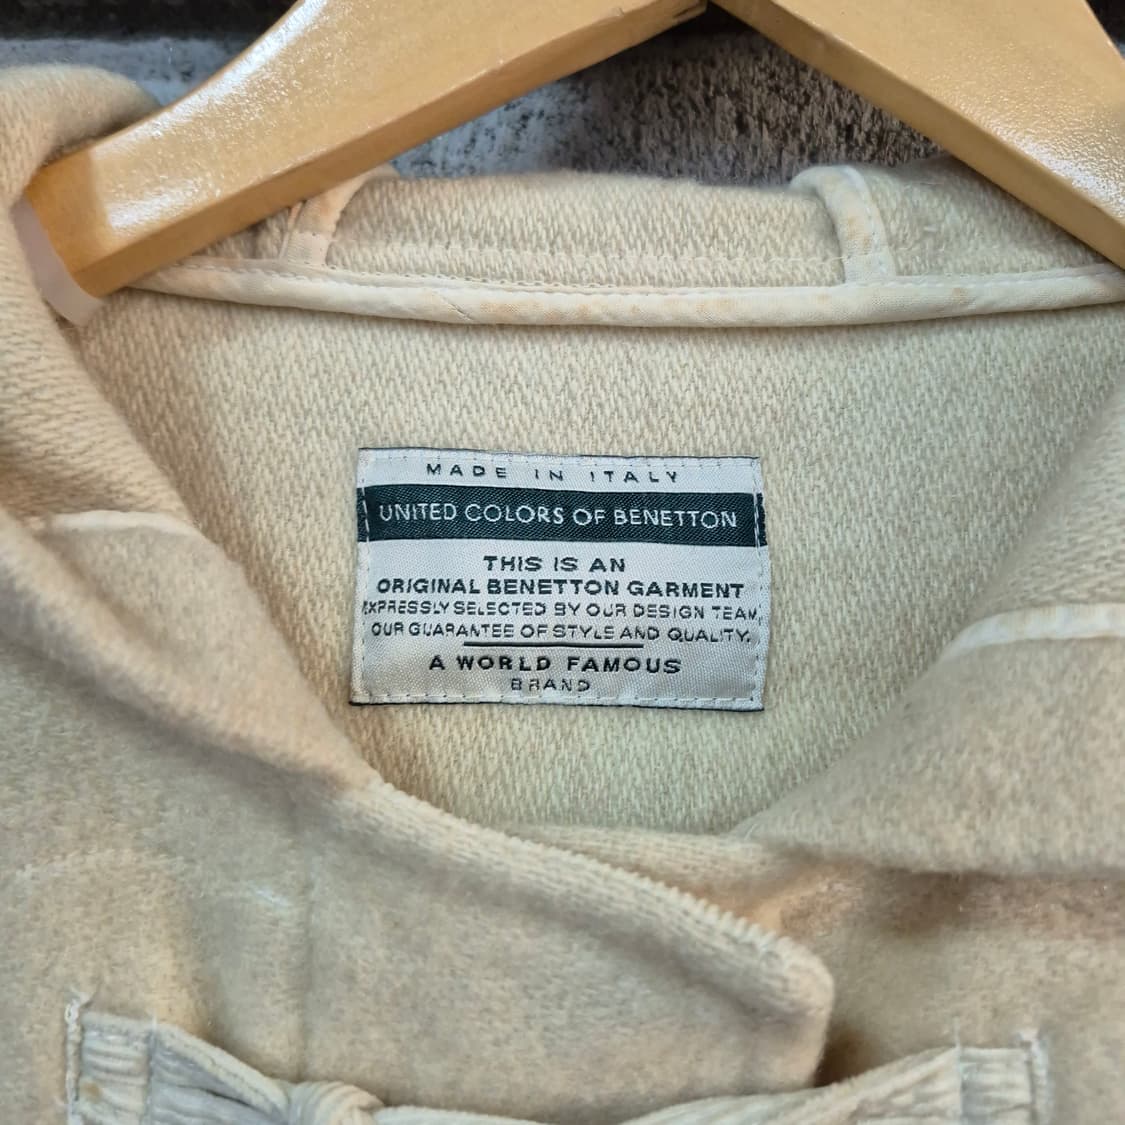 MADE IN ITALY
UNITED COLORS OF BENETTON
THIS IS AN
ORIGINAL BENETTON GARMENT
EXPRESSLY SELECTED BY OUR DESIGN TEAM,
OUR GUARANTEE OF STYLE AND QUALITY.
A WORLD FAMOUS
BRAND